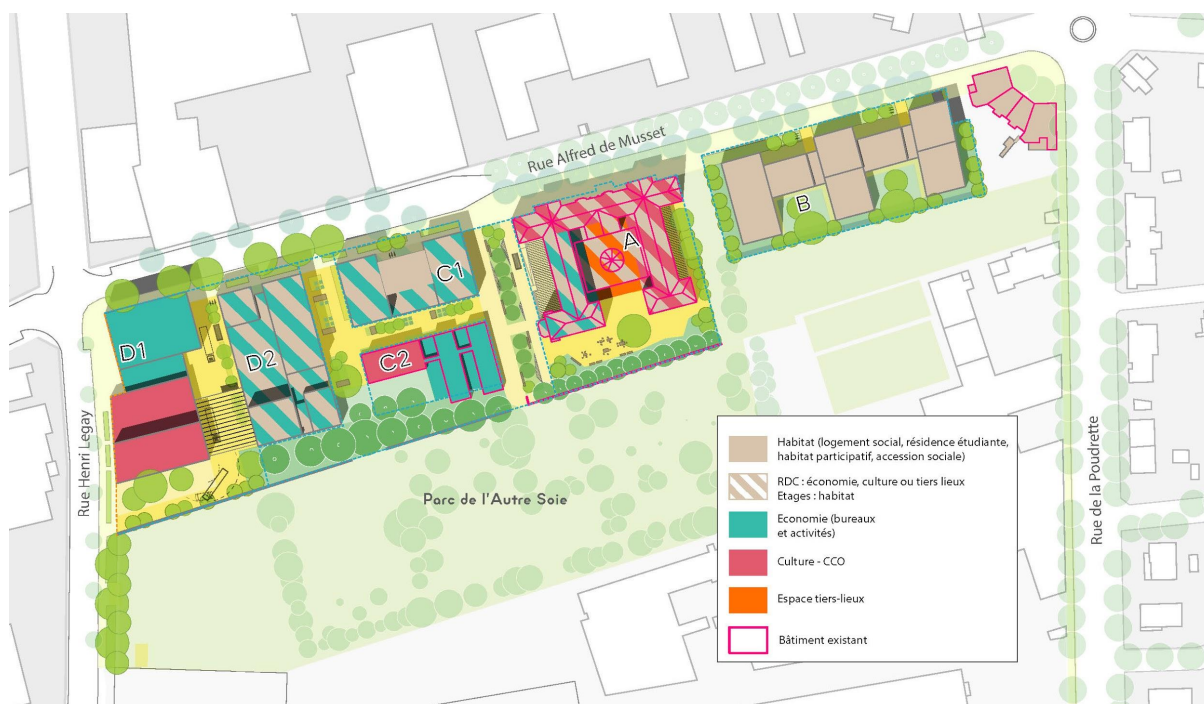 Rue Alfred de Musset
A
B
C1
C2
D1
D2
Rue Henri Legay
Parc de l'Autre Soie
Rue de la Poudrette
Habitat (logement social, résidence étudiante,
habitat participatif, accession sociale)
RDC : économie, culture ou tiers lieux
Etages : habitat
Economie (bureaux
et activités)
Culture - CCO
Espace tiers-lieux
Bâtiment existant